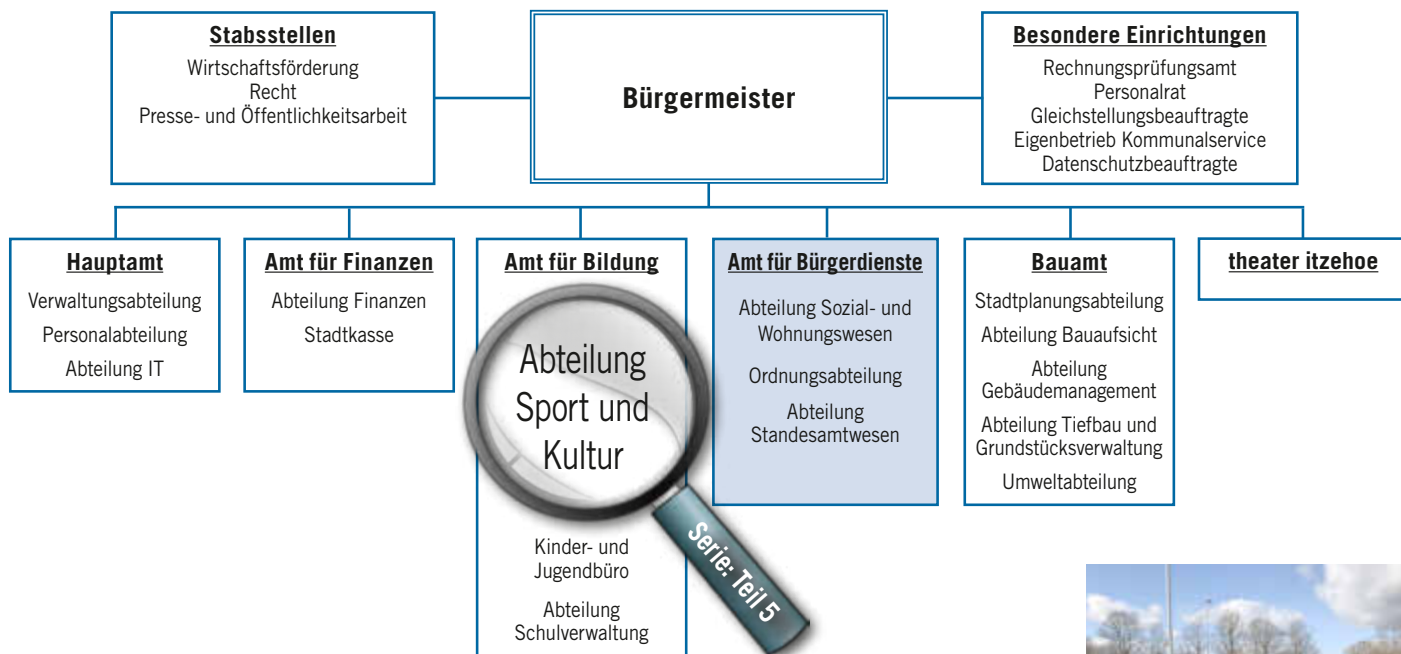 Stabsstellen
Wirtschaftsförderung
Recht
Presse- und Öffentlichkeitsarbeit
Bürgermeister
Besondere Einrichtungen
Rechnungsprüfungsamt
Personalrat
Gleichstellungsbeauftragte
Eigenbetrieb Kommunalservice
Datenschutzbeauftragte
Hauptamt
Verwaltungsabteilung
Personalabteilung
Abteilung IT
Amt für Finanzen
Abteilung Finanzen
Stadtkasse
Amt für Bildung
Abteilung
Sport und
Kultur
Serie: Teil 5
Kinder- und
Jugendbüro
Abteilung
Schulverwaltung
Amt für Bürgerdienste
Abteilung Sozial- und
Wohnungswesen
Ordnungsabteilung
Abteilung
Standesamtwesen
Bauamt
Stadtplanungsabteilung
Abteilung Bauaufsicht
Abteilung
Gebäudemanagement
Abteilung Tiefbau und
Grundstücksverwaltung
Umweltabteilung
theater itzehoe